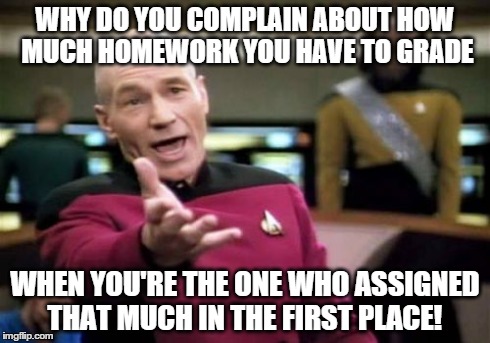 WHY DO YOU COMPLAIN ABOUT HOW
MUCH HOMEWORK YOU HAVE TO GRADE
WHEN YOU'RE THE ONE WHO ASSIGNED
THAT MUCH IN THE FIRST PLACE!
imgflip.com